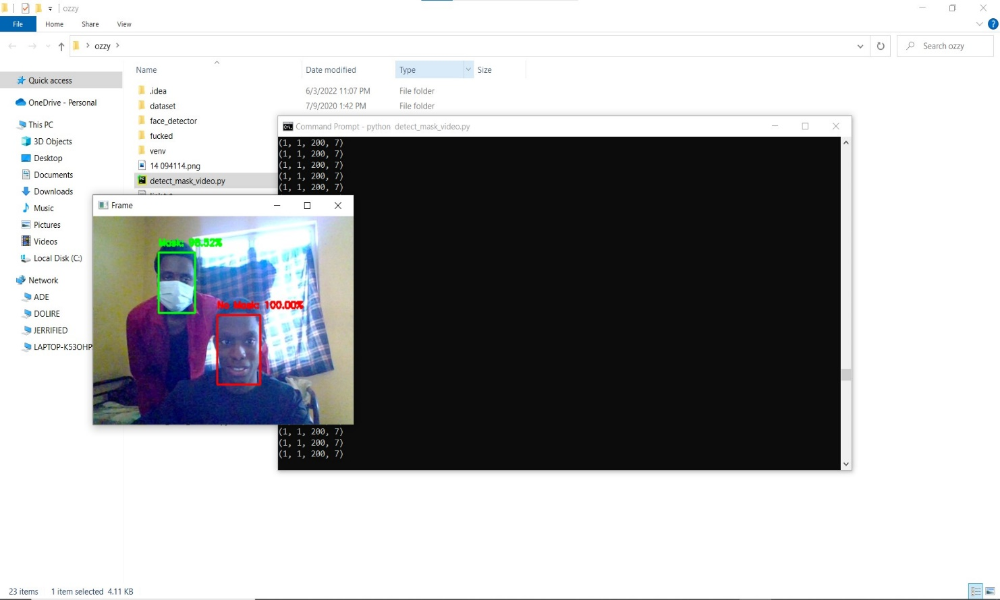 ozzy
File Home Share View
ozzy
Search ozzy
Name Date modified Type Size
Quick access
OneDrive - Personal
This PC
3D Objects
Desktop
Documents
Downloads
Music
Pictures
Videos
Local Disk (C:)
Network
ADE
DOLIRE
JERRIFIED
.idea 6/3/2022 11:07 PM File folder
dataset 7/9/2020 1:42 PM File folder
face_detector
fucked
venv
14 094114.png
detect_mask_video.py
Command Prompt - python detect_mask_video.py
(1, 1, 200, 7)
(1, 1, 200, 7)
(1, 1, 200, 7)
(1, 1, 200, 7)
(1, 1, 200, 7)
Frame
Mask: 98.52%
No Mask: 100.00%
(1, 1, 200, 7)
(1, 1, 200, 7)
(1, 1, 200, 7)
23 items 1 item selected 4.11 KB